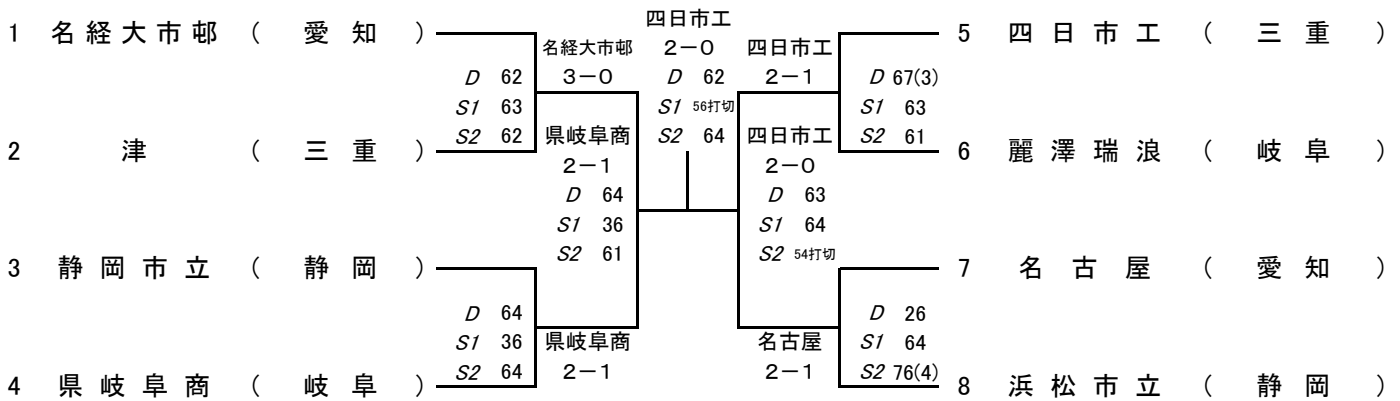 四日市工
1 名経大市邨 ( 愛知 )
5 四日市工 ( 三重 )
名経大市邨 2-0 四日市工
D 62 3-0 D 62 2-1 D 67(3)
S1 63 S1 56打切 S1 63
S2 62 県岐阜商 S2 64 四日市工 S2 61
2 津 ( 三重 )
6 麗澤瑞浪 ( 岐阜 )
2-1 2-0
D 64 D 63
S1 36 S1 64
S2 61 S2 54打切
3 静岡市立 ( 静岡 )
7 名古屋 ( 愛知 )
D 64 D 26
S1 36 県岐阜商 名古屋 S1 64
S2 64 2-1 2-1 S2 76(4)
4 県岐阜商 ( 岐阜 )
8 浜松市立 ( 静岡 )